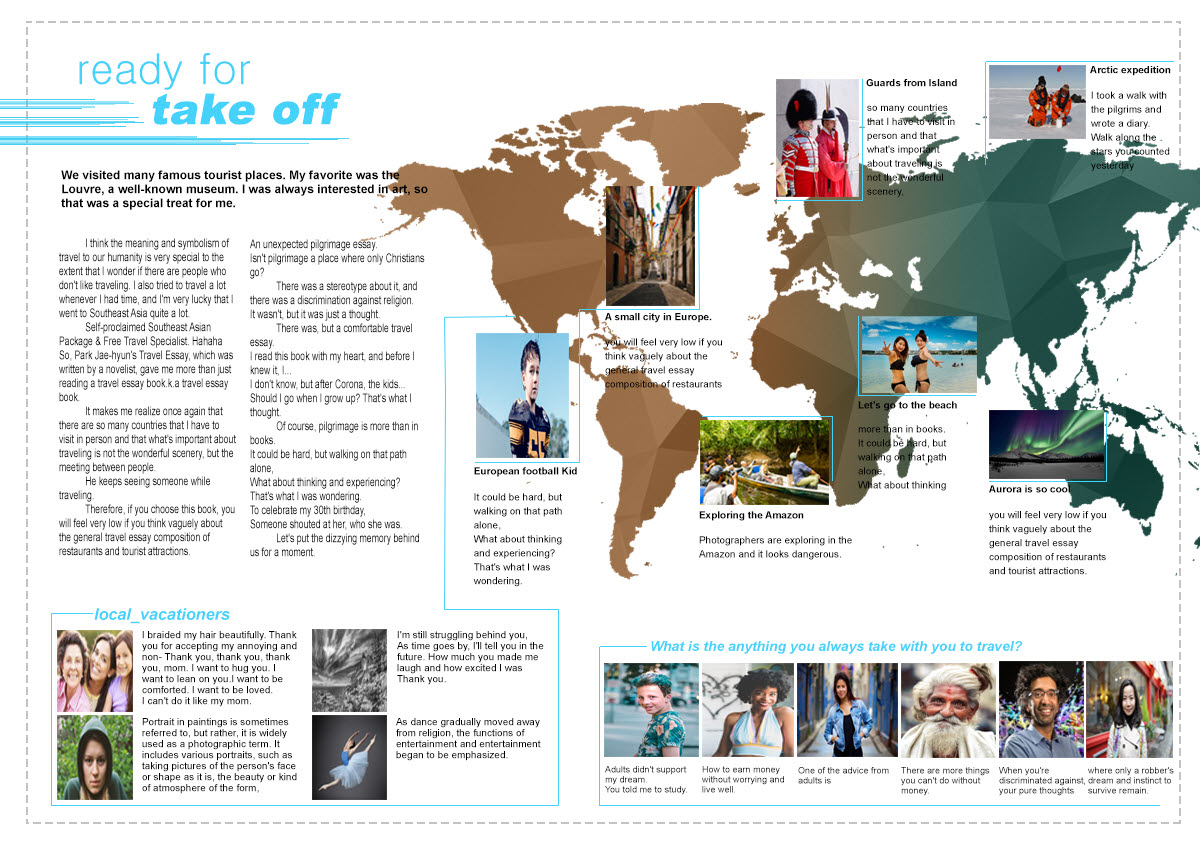 ready for
take off
We visited many famous tourist places. My favorite was the
Louvre, a well-known museum. I was always interested in art, so
that was a special treat for me.
I think the meaning and symbolism of
travel to our humanity is very special to the
extent that I wonder if there are people who
don't like traveling. I also tried to travel a lot
whenever I had time, and I'm very lucky that I
went to Southeast Asia quite a lot.
Self-proclaimed Southeast Asian
Package & Free Travel Specialist. Hahaha
So, Park Jae-hyun's Travel Essay, which was
written by a novelist, gave me more than just
reading a travel essay book.k.a travel essay
book.
It makes me realize once again that
there are so many countries that I have to
visit in person and that what's important about
traveling is not the wonderful scenery, but the
meeting between people.
He keeps seeing someone while
traveling.
Therefore, if you choose this book, you
will feel very low if you think vaguely about
the general travel essay composition of
restaurants and tourist attractions.
An unexpected pilgrimage essay.
Isn't pilgrimage a place where only Christians
go?
There was a stereotype about it, and
there was a discrimination against religion.
It wasn't, but it was just a thought.
There was, but a comfortable travel
essay.
I read this book with my heart, and before I
knew it, I...
I don't know, but after Corona, the kids...
Should I go when I grow up? That's what I
thought.
Of course, pilgrimage is more than in
books.
It could be hard, but walking on that path
alone,
What about thinking and experiencing?
That's what I was wondering.
To celebrate my 30th birthday,
Someone shouted at her, who she was.
Let's put the dizzying memory behind
us for a moment.
Guards from Island
so many countries
that I have to visit in
person and that
what's important
about traveling is
not the wonderful
scenery,
Arctic expedition
I took a walk with
the pilgrims and
wrote a diary.
Walk along the .
stars you counted
yesterday
A small city in Europe.
you will feel very low if you
think vaguely about the
general travel essay
composition of restaurants
European football Kid
It could be hard, but
walking on that path
alone,
What about thinking
and experiencing?
That's what I was
wondering.
Exploring the Amazon
Photographers are exploring in the
Amazon and it looks dangerous.
Let's go to the beach
more than in books.
It could be hard, but
walking on that path
alone,
What about thinking
Aurora is so cool
you will feel very low if you
think vaguely about the
general travel essay
composition of restaurants
and tourist attractions.
local_vacationers
I braided my hair beautifully. Thank
you for accepting my annoying and
non- Thank you, thank you, thank
you, mom. I want to hug you. I
want to lean on you.I want to be
comforted. I want to be loved.
I can't do it like my mom.
I'm still struggling behind you,
As time goes by, I'll tell you in the
future. How much you made me
laugh and how excited I was
Thank you.
Portrait in paintings is sometimes
referred to, but rather, it is widely
used as a photographic term. It
includes various portraits, such as
taking pictures of the person's face
or shape as it is, the beauty or kind
of atmosphere of the form,
As dance gradually moved away
from religion, the functions of
entertainment and entertainment
began to be emphasized.
What is the anything you always take with you to travel?
Adults didn't support
my dream.
You told me to study.
How to earn money
without worrying and
live well.
One of the advice from
adults is
There are more things
you can't do without
money.
When you're
discriminated against,
your pure thoughts
where only a robber's
dream and instinct to
survive remain.